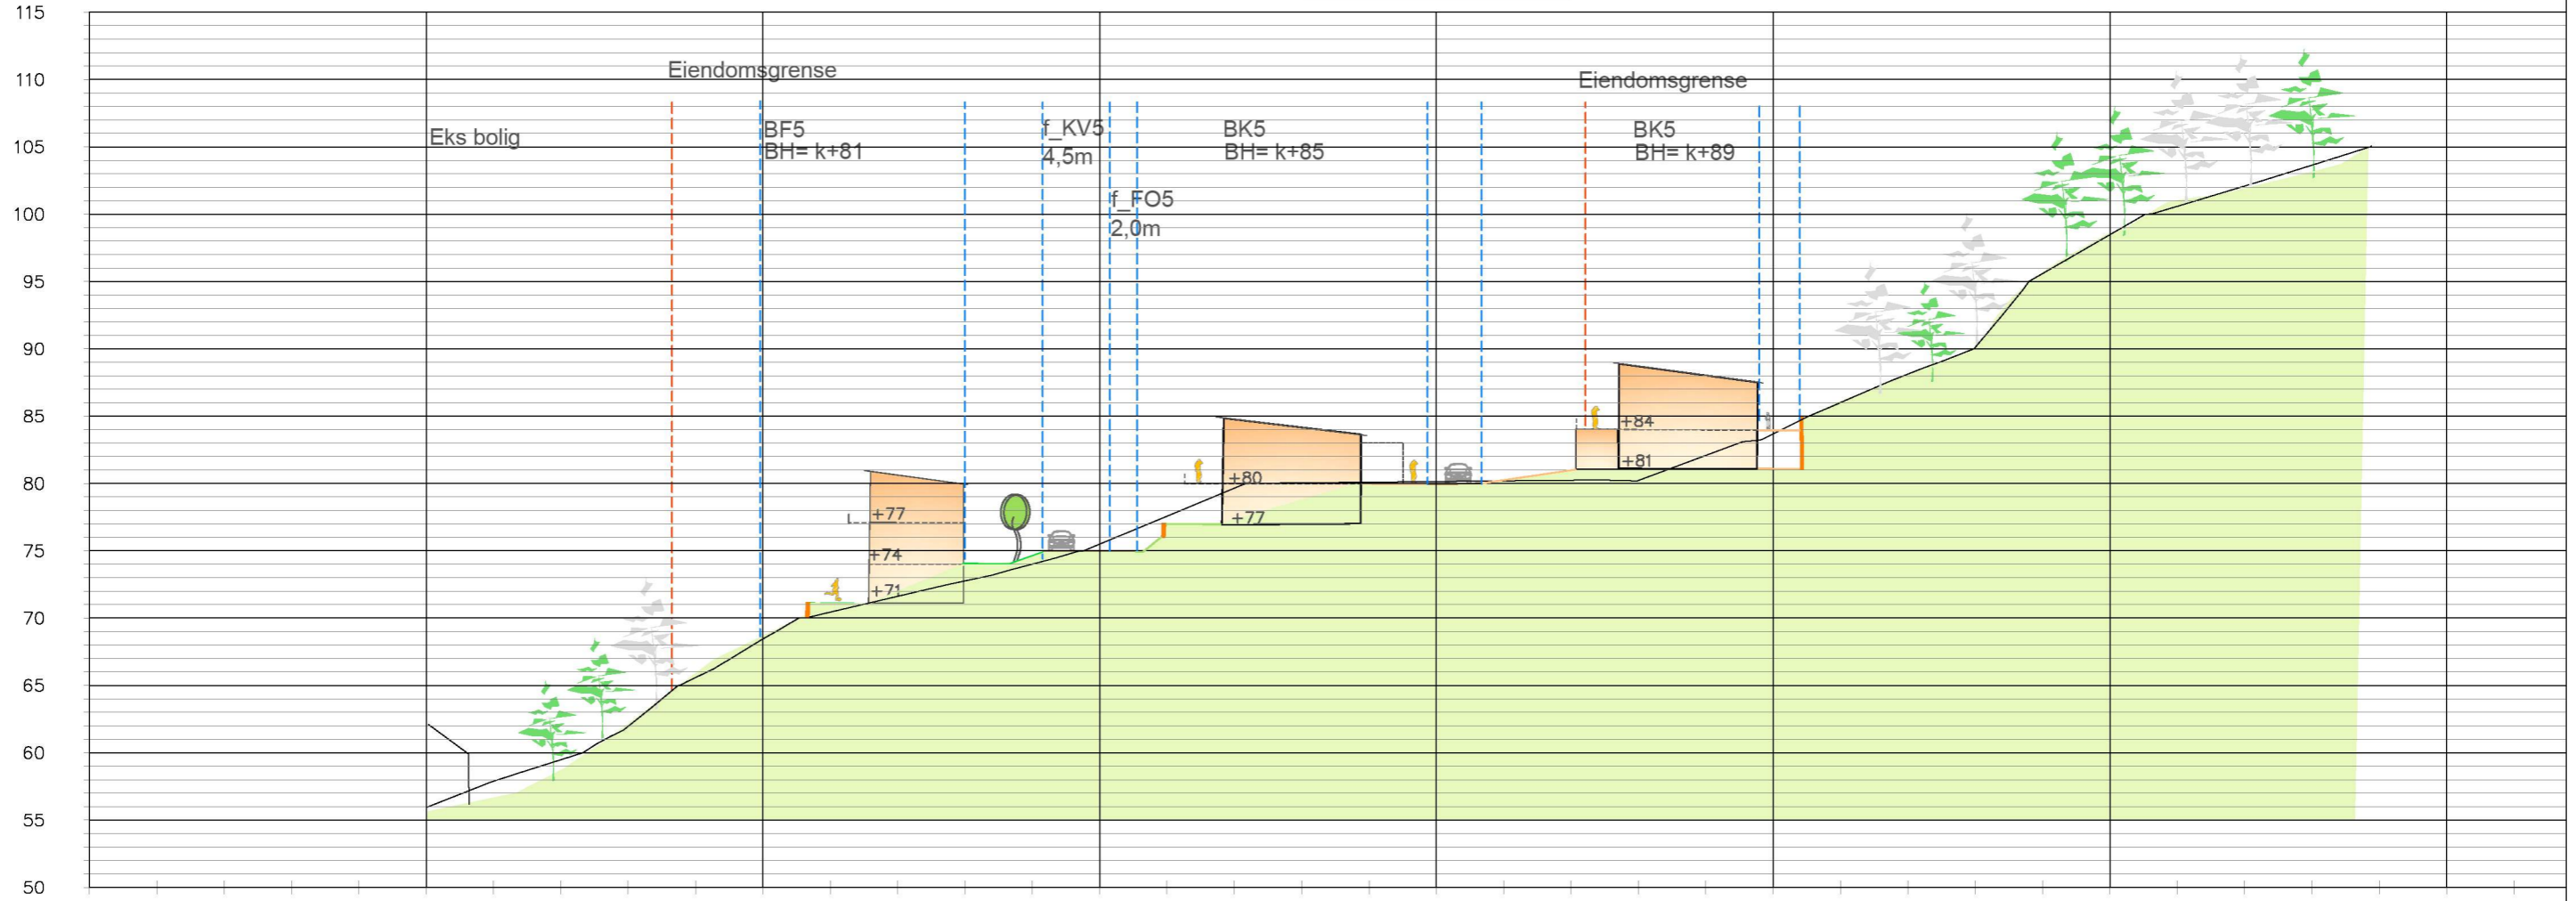 115
110
105
100
95
90
85
80
75
70
65
60
55
50
Eks bolig
Eiendomsgrense
BF5
BH= k+81
f_KV5
4,5m
f_FO5
2,0m
BK5
BH= k+85
Eiendomsgrense
BK5
BH= k+89
+77
+74
+71
+80
+77
+84
+81